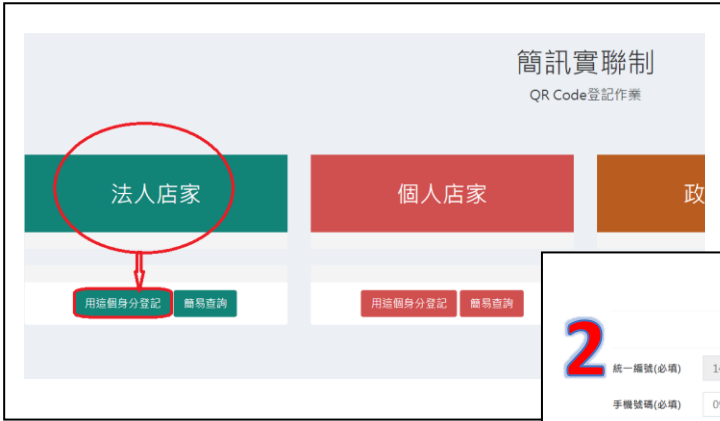 簡訊實聯制
QR Code登記作業
法人店家
個人店家
政
用這個身分登記 簡易查詢
用這個身分登記 簡易查詢
2
統一編號(必填) 14
手機號碼(必填) 09